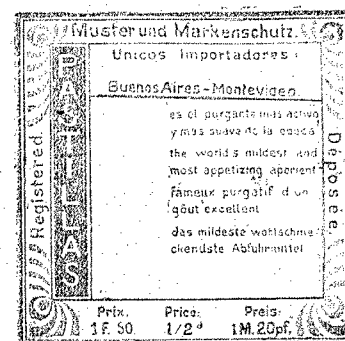 Muster und Markenschutz.
Unicos Importadores:
Buenos Aires - Montevideo.
PASTILLAS
Registered.
Déposée.
es el purgante mas activo
y mas suave de la epoca
the world's mildest and
most appetizing aperient
fameux purgatif d'un
goût excellent
das mildeste wohlschme-
ckendste Abführmittel
Prix. Price: Preis:
1 F. 50. 1/2 d 1 M. 20 pf.